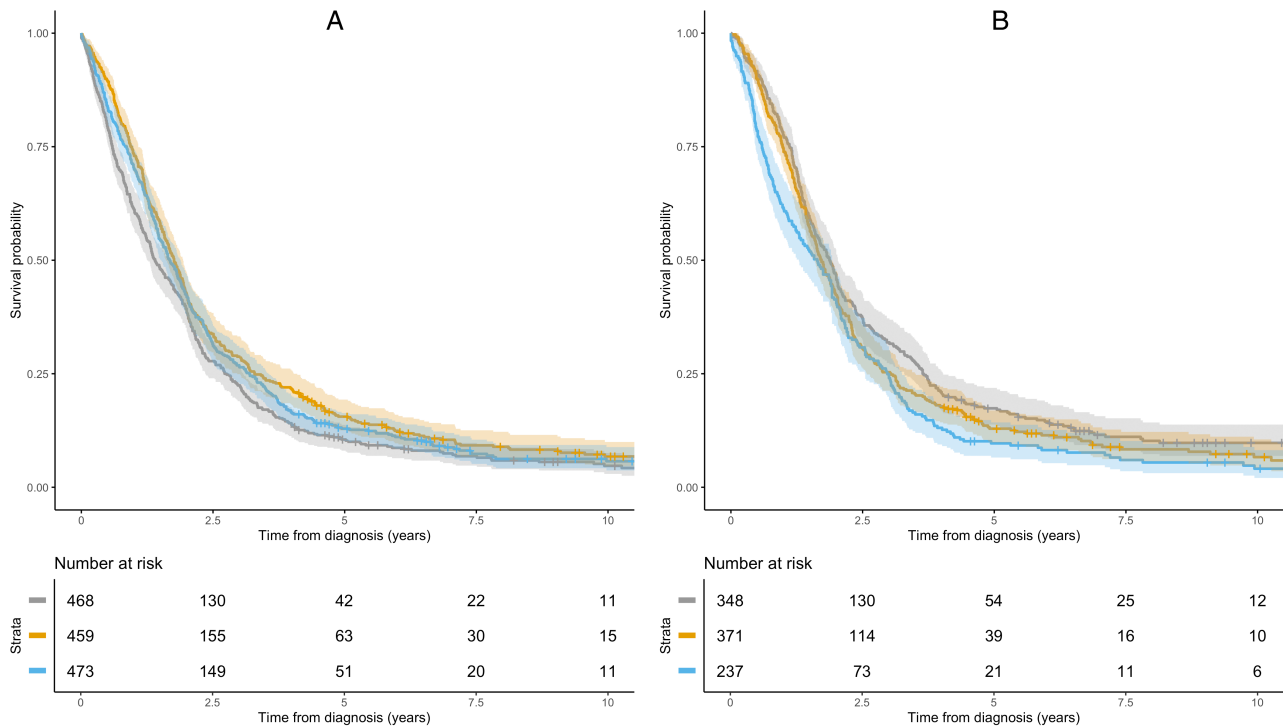 A
Survival probability
1.00
0.75
0.50
0.25
0.00
0 2.5 5 7.5 10
Time from diagnosis (years)
Number at risk
Strata
468 130 42 22 11
459 155 63 30 15
473 149 51 20 11
0 2.5 5 7.5 10
Time from diagnosis (years)
B
Survival probability
1.00
0.75
0.50
0.25
0.00
0 2.5 5 7.5 10
Time from diagnosis (years)
Number at risk
Strata
348 130 54 25 12
371 114 39 16 10
237 73 21 11 6
0 2.5 5 7.5 10
Time from diagnosis (years)